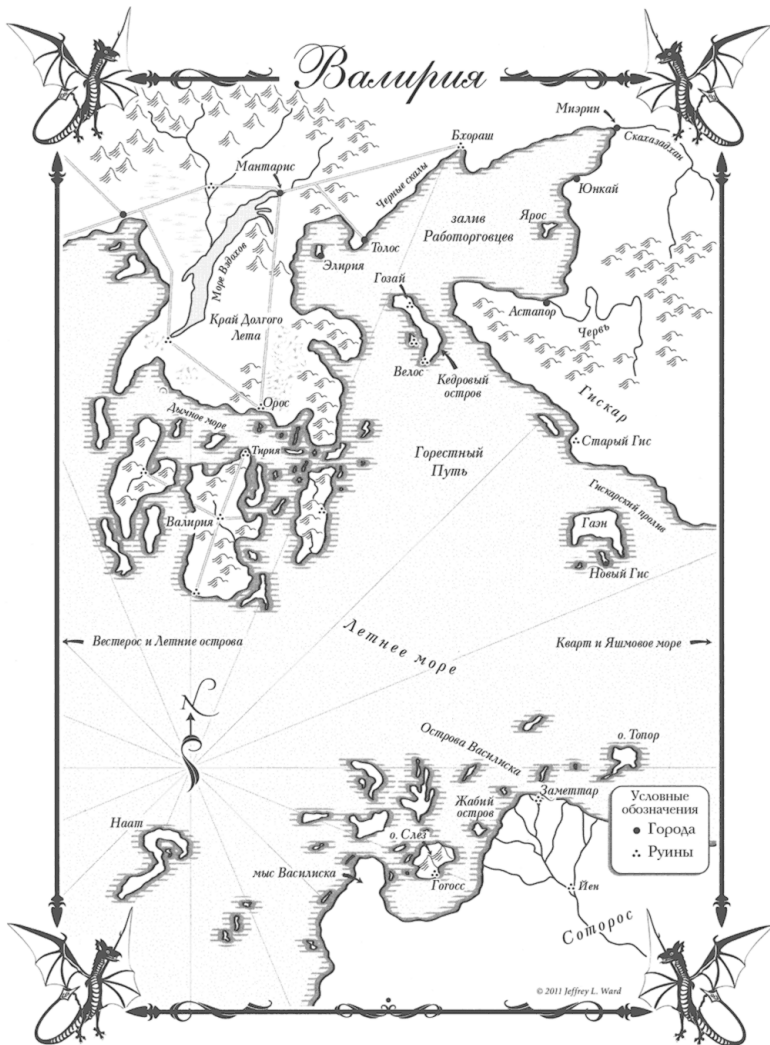 Валирия
Миэрин
Бхораш
Скахазадхан
Мантарис
Черные скалы
Юнкай
залив
Работорговцев
Ярос
Толос
Элирия
Море Вздохов
Гозай
Астапор
Червь
Край Долгого
Лета
Велос
Кедровый
остров
Гискар
Орос
Дымное море
Старый Гис
Тирия
Горестный
Путь
Гискарский пролив
Валирия
Гаэн
Новый Гис
Вестерос и Летние острова
Летнее море
Кварт и Яшмовое море
N
Острова Василиска
о. Топор
Заметтар
Условные
обозначения
Города
Руины
Жабий
остров
Наат
о. Слез
мыс Василиска
Гогосс
Йен
Соторос
© 2011 Jeffrey L. Ward